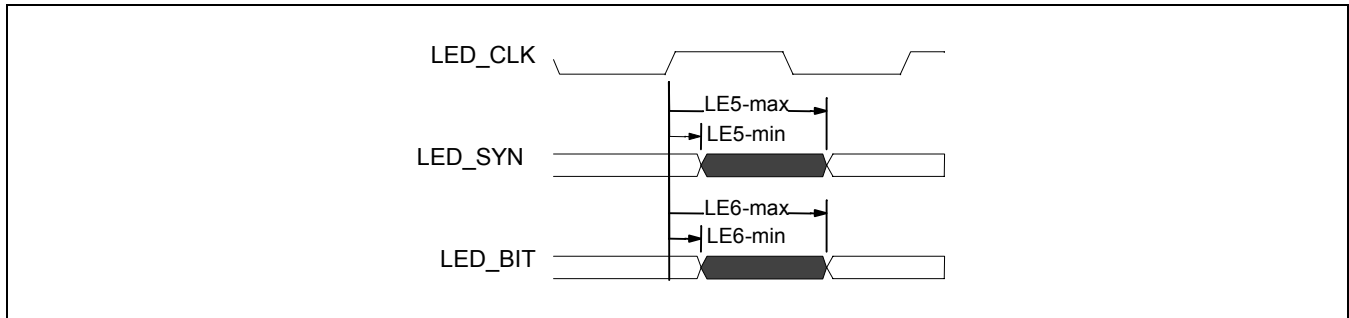 LED_CLK
LE5-max
LE5-min
LED_SYN
LE6-max
LE6-min
LED_BIT